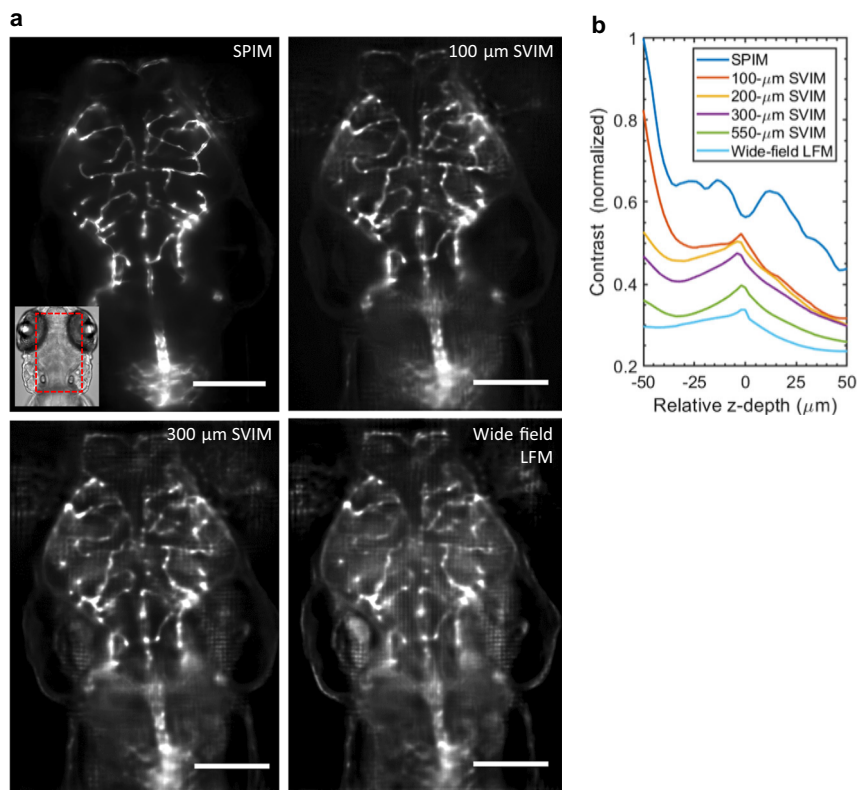 a
SPIM
100 μm SVIM
300 μm SVIM
Wide field
LFM
b
Contrast (normalized)
1
0.8
0.6
0.4
0.2
-50
-25
0
25
50
Relative z-depth (μm)
SPIM
100-μm SVIM
200-μm SVIM
300-μm SVIM
550-μm SVIM
Wide-field LFM